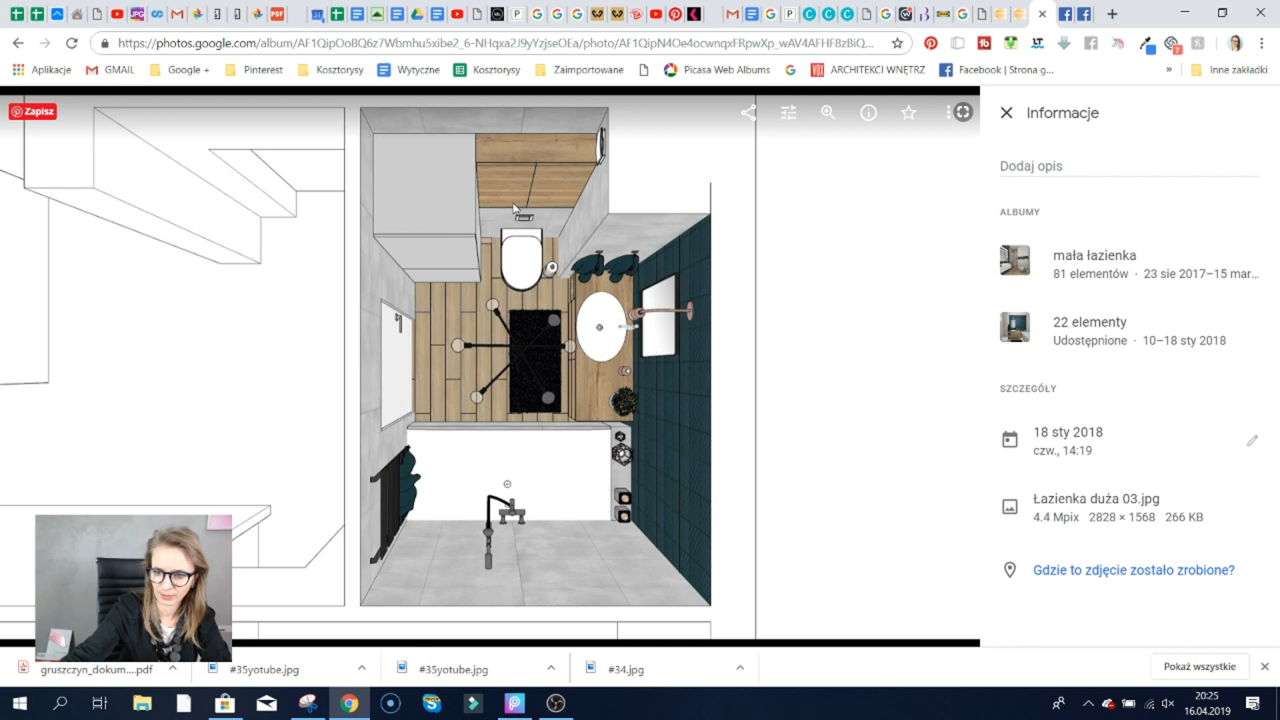 https://photos.google.com/album/AF1QipOoBQ6z7Wbmhu5xibe2_6-NHqxa2J9yYzjseOEa/photo/AF1QipN4Oe4ocwnqxFRpwXp_wAV4AFHF8zBiQ...
Aplikacje
GMAIL
Google +
Pinterest
Kosztorysy
Wytyczne
Kosztorysy
Zaimportowane
Picasa Web Albums
ARCHITEKCI WNĘTRZ
Facebook | Strona g...
»
Inne zakładki
Zapisz
Informacje
Dodaj opis
ALBUMY
mała łazienka
81 elementów · 23 sie 2017–15 mar...
22 elementy
Udostępnione · 10–18 sty 2018
SZCZEGÓŁY
18 sty 2018
czw., 14:19
Łazienka duża 03.jpg
4.4 Mpix 2828 × 1568 266 KB
Gdzie to zdjęcie zostało zrobione?
gruszczyn_dokum....pdf
#35yotube.jpg
#35yotube.jpg
#34.jpg
Pokaż wszystkie
20:25
16.04.2019